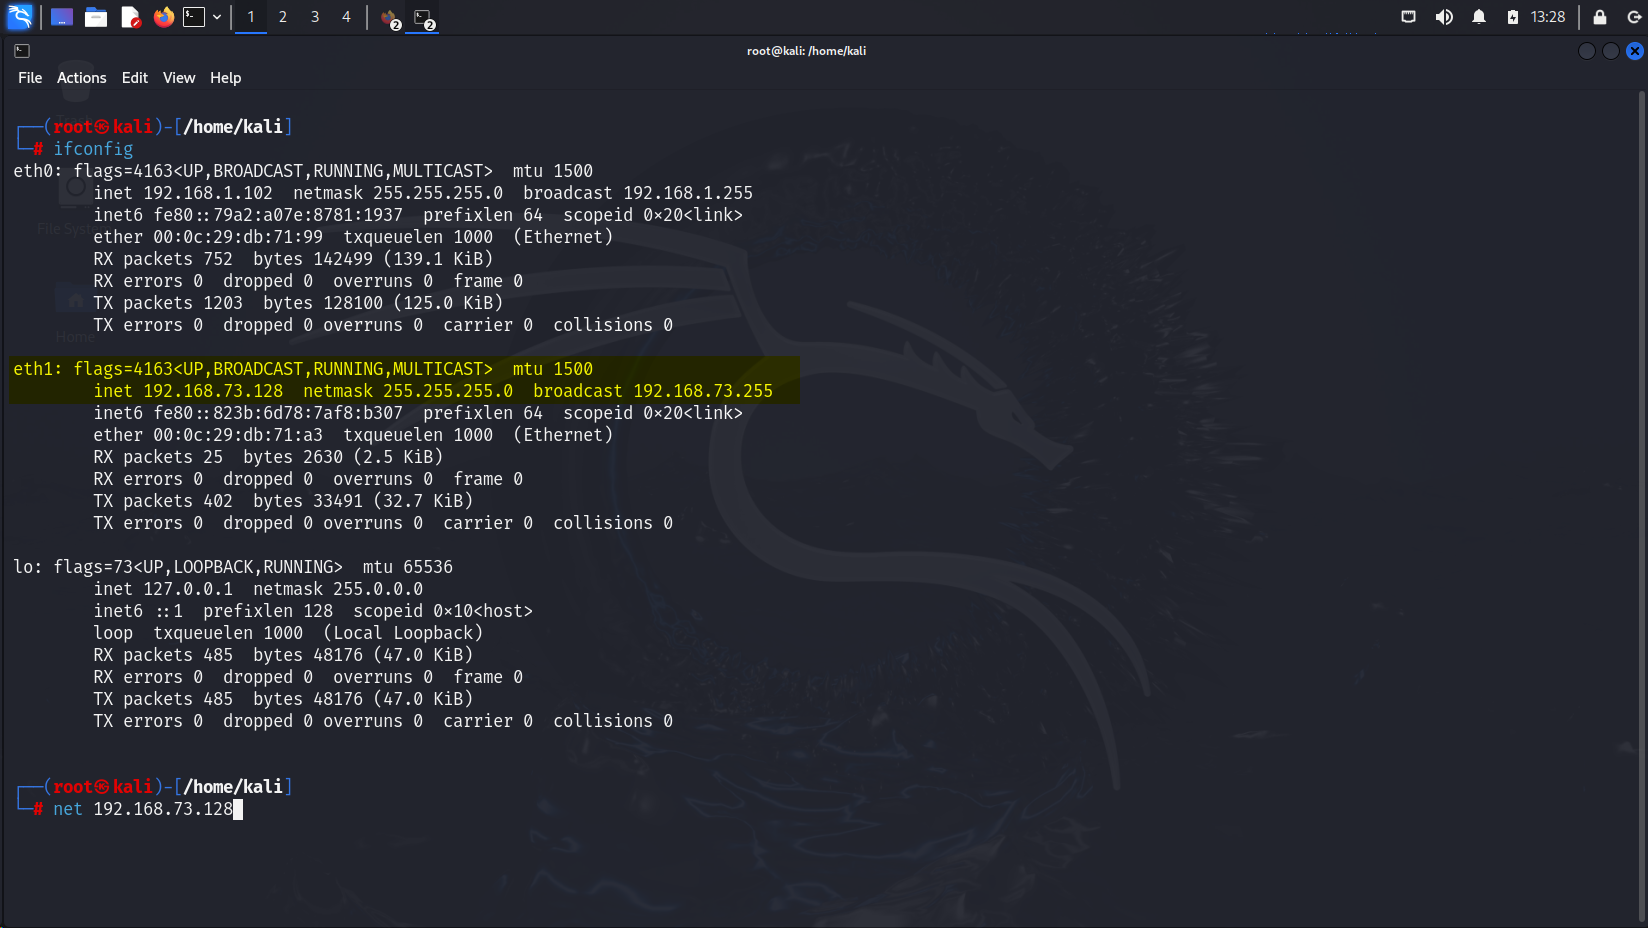 1 2 3 4 2 2 13:28
root@kali: /home/kali
File Actions Edit View Help
Trash
┌──(root㉿kali)-[/home/kali]
└─# ifconfig
eth0: flags=4163<UP,BROADCAST,RUNNING,MULTICAST>  mtu 1500
        inet 192.168.1.102  netmask 255.255.255.0  broadcast 192.168.1.255
        inet6 fe80::79a2:a07e:8781:1937  prefixlen 64  scopeid 0×20<link>
File System
        ether 00:0c:29:db:71:99  txqueuelen 1000  (Ethernet)
        RX packets 752  bytes 142499 (139.1 KiB)
        RX errors 0  dropped 0  overruns 0  frame 0
        TX packets 1203  bytes 128100 (125.0 KiB)
        TX errors 0  dropped 0 overruns 0  carrier 0  collisions 0
Home
eth1: flags=4163<UP,BROADCAST,RUNNING,MULTICAST>  mtu 1500
        inet 192.168.73.128  netmask 255.255.255.0  broadcast 192.168.73.255
        inet6 fe80::823b:6d78:7af8:b307  prefixlen 64  scopeid 0×20<link>
        ether 00:0c:29:db:71:a3  txqueuelen 1000  (Ethernet)
        RX packets 25  bytes 2630 (2.5 KiB)
        RX errors 0  dropped 0  overruns 0  frame 0
        TX packets 402  bytes 33491 (32.7 KiB)
        TX errors 0  dropped 0 overruns 0  carrier 0  collisions 0
lo: flags=73<UP,LOOPBACK,RUNNING>  mtu 65536
        inet 127.0.0.1  netmask 255.0.0.0
        inet6 ::1  prefixlen 128  scopeid 0×10<host>
        loop  txqueuelen 1000  (Local Loopback)
        RX packets 485  bytes 48176 (47.0 KiB)
        RX errors 0  dropped 0  overruns 0  frame 0
        TX packets 485  bytes 48176 (47.0 KiB)
        TX errors 0  dropped 0 overruns 0  carrier 0  collisions 0
┌──(root㉿kali)-[/home/kali]
└─# net 192.168.73.128